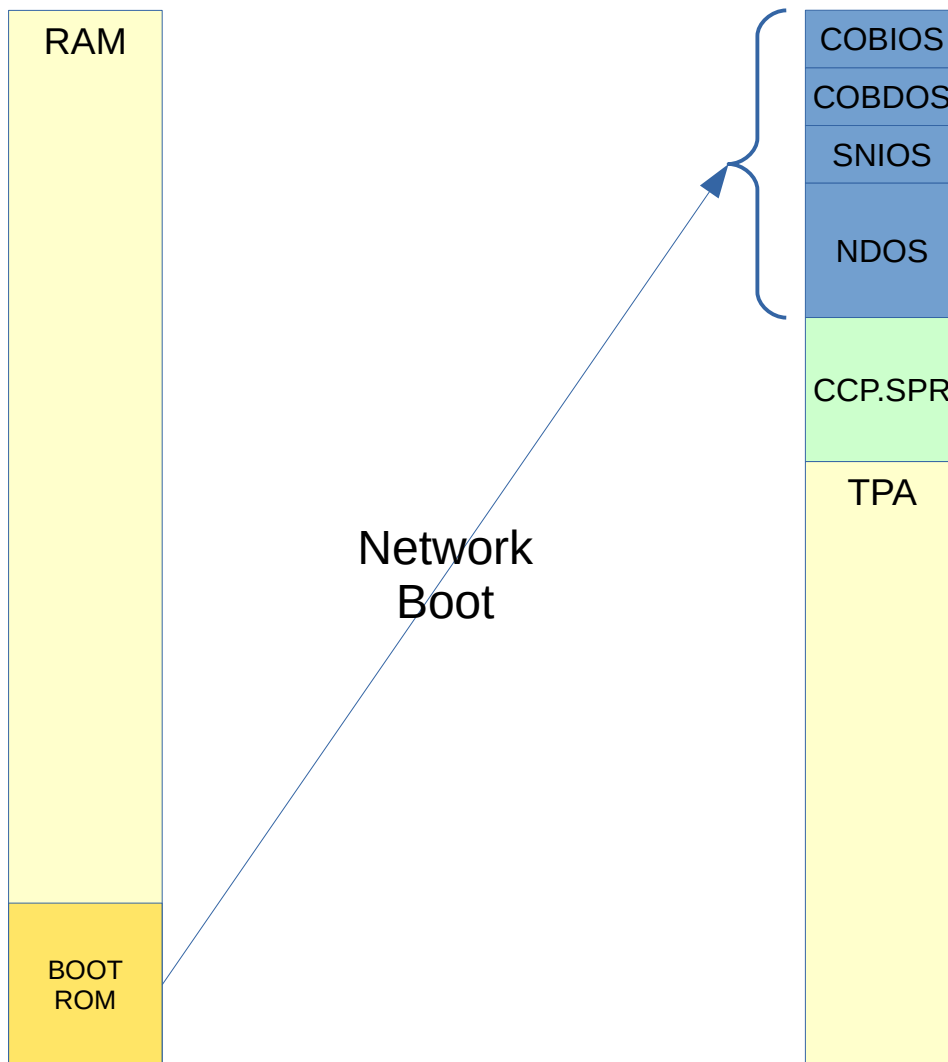 RAM
BOOT
ROM
Network
Boot
COBIOS
COBDOS
SNIOS
NDOS
CCP.SPR
TPA